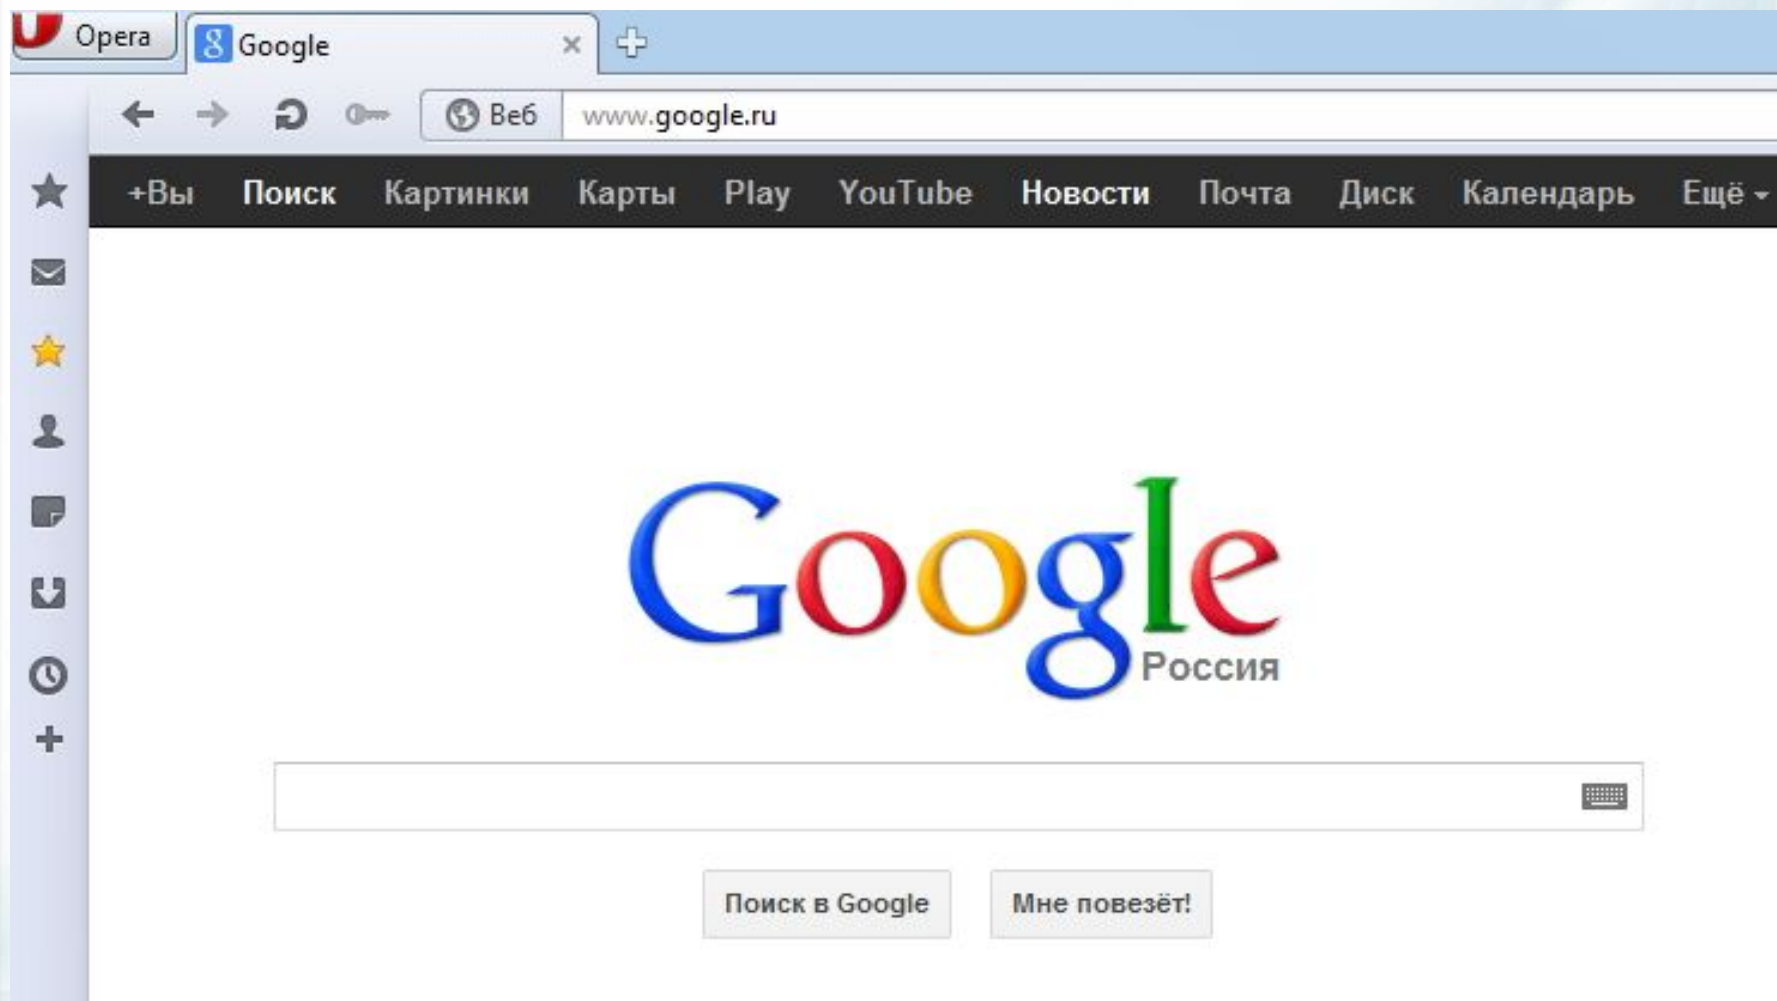 Opera Google
Веб www.google.ru
+Вы Поиск Картинки Карты Play YouTube Новости Почта Диск Календарь Ещё
Google
Россия
Поиск в Google Мне повезёт!